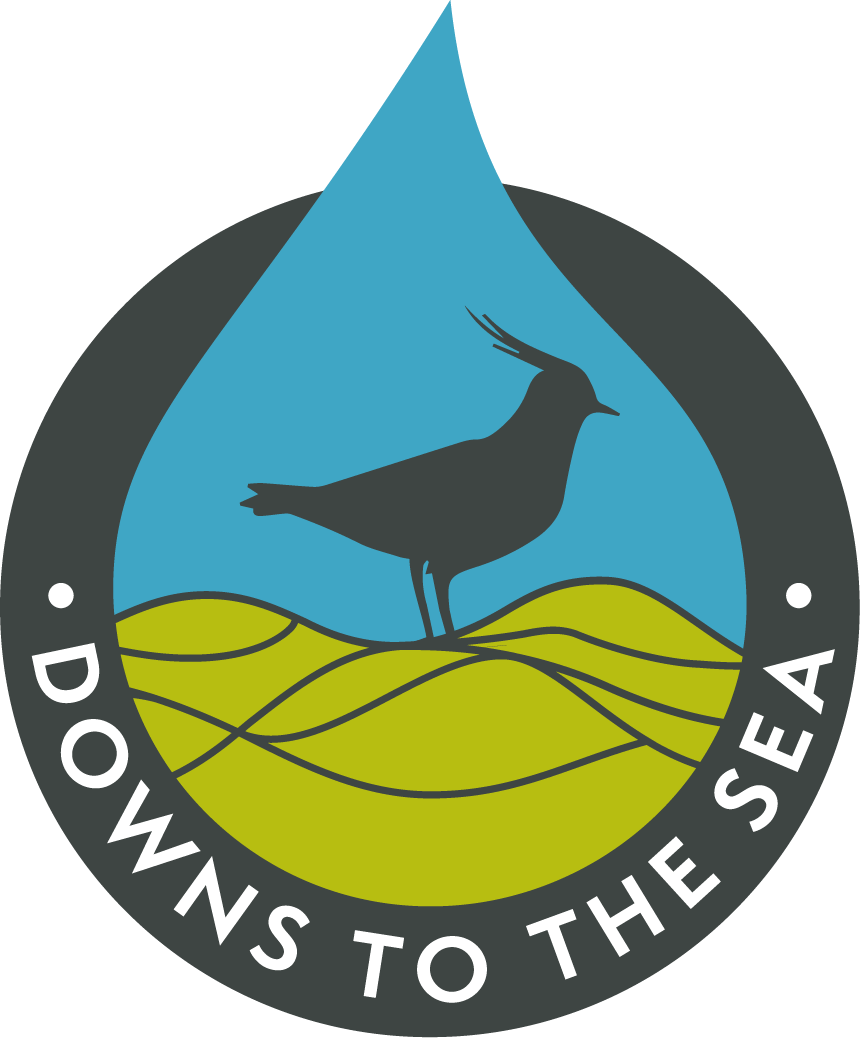 • DOWNS TO THE SEA •